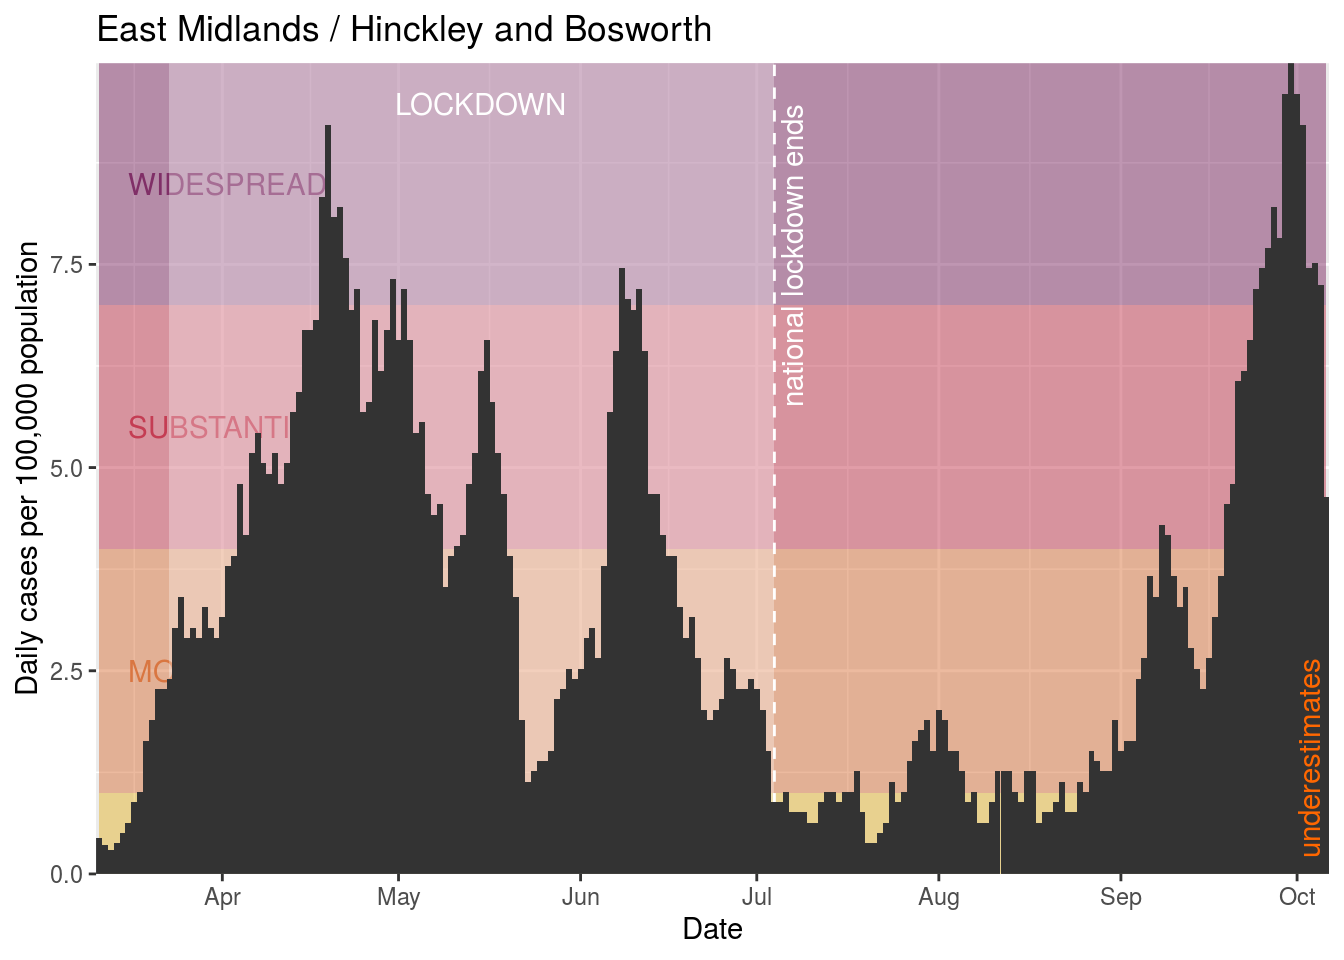 East Midlands / Hinckley and Bosworth
LOCKDOWN
WIDESPREAD
national lockdown ends
SUBSTANTI
MO
underestimates
Daily cases per 100,000 population
7.5
5.0
2.5
0.0
Apr May Jun Jul Aug Sep Oct
Date